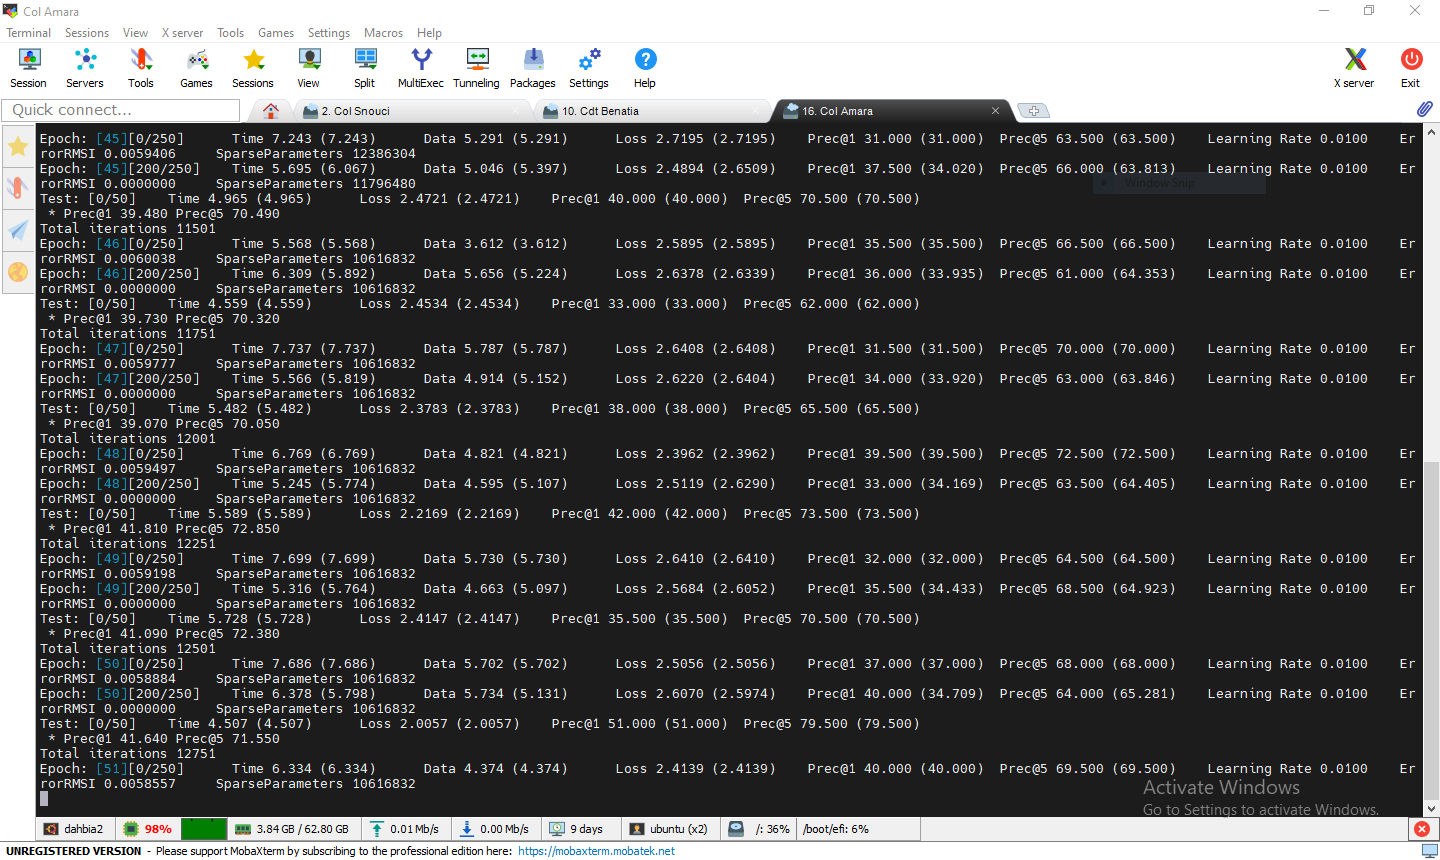 Col Amara
Terminal Sessions View X server Tools Games Settings Macros Help
Session Servers Tools Games Sessions View Split MultiExec Tunneling Packages Settings Help X server Exit
Quick connect...
2. Col Snouci
10. Cdt Benatia
16. Col Amara
Epoch: [45][0/250] Time 7.243 (7.243) Data 5.291 (5.291) Loss 2.7195 (2.7195) Prec@1 31.000 (31.000) Prec@5 63.500 (63.500) Learning Rate 0.0100 Er
rorRMSI 0.0059406 SparseParameters 12386304
Epoch: [45][200/250] Time 5.695 (6.067) Data 5.046 (5.397) Loss 2.4894 (2.6509) Prec@1 37.500 (34.020) Prec@5 66.000 (63.813) Learning Rate 0.0100 Er
rorRMSI 0.0000000 SparseParameters 11796480
Window Snip
Test: [0/50] Time 4.965 (4.965) Loss 2.4721 (2.4721) Prec@1 40.000 (40.000) Prec@5 70.500 (70.500)
* Prec@1 39.480 Prec@5 70.490
Total iterations 11501
Epoch: [46][0/250] Time 5.568 (5.568) Data 3.612 (3.612) Loss 2.5895 (2.5895) Prec@1 35.500 (35.500) Prec@5 66.500 (66.500) Learning Rate 0.0100 Er
rorRMSI 0.0060038 SparseParameters 10616832
Epoch: [46][200/250] Time 6.309 (5.892) Data 5.656 (5.224) Loss 2.6378 (2.6339) Prec@1 36.000 (33.935) Prec@5 61.000 (64.353) Learning Rate 0.0100 Er
rorRMSI 0.0000000 SparseParameters 10616832
Test: [0/50] Time 4.559 (4.559) Loss 2.4534 (2.4534) Prec@1 33.000 (33.000) Prec@5 62.000 (62.000)
* Prec@1 39.730 Prec@5 70.320
Total iterations 11751
Epoch: [47][0/250] Time 7.737 (7.737) Data 5.787 (5.787) Loss 2.6408 (2.6408) Prec@1 31.500 (31.500) Prec@5 70.000 (70.000) Learning Rate 0.0100 Er
rorRMSI 0.0059777 SparseParameters 10616832
Epoch: [47][200/250] Time 5.566 (5.819) Data 4.914 (5.152) Loss 2.6220 (2.6404) Prec@1 34.000 (33.920) Prec@5 63.000 (63.846) Learning Rate 0.0100 Er
rorRMSI 0.0000000 SparseParameters 10616832
Test: [0/50] Time 5.482 (5.482) Loss 2.3783 (2.3783) Prec@1 38.000 (38.000) Prec@5 65.500 (65.500)
* Prec@1 39.070 Prec@5 70.050
Total iterations 12001
Epoch: [48][0/250] Time 6.769 (6.769) Data 4.821 (4.821) Loss 2.3962 (2.3962) Prec@1 39.500 (39.500) Prec@5 72.500 (72.500) Learning Rate 0.0100 Er
rorRMSI 0.0059497 SparseParameters 10616832
Epoch: [48][200/250] Time 5.245 (5.774) Data 4.595 (5.107) Loss 2.5119 (2.6290) Prec@1 33.000 (34.169) Prec@5 63.500 (64.405) Learning Rate 0.0100 Er
rorRMSI 0.0000000 SparseParameters 10616832
Test: [0/50] Time 5.589 (5.589) Loss 2.2169 (2.2169) Prec@1 42.000 (42.000) Prec@5 73.500 (73.500)
* Prec@1 41.810 Prec@5 72.850
Total iterations 12251
Epoch: [49][0/250] Time 7.699 (7.699) Data 5.730 (5.730) Loss 2.6410 (2.6410) Prec@1 32.000 (32.000) Prec@5 64.500 (64.500) Learning Rate 0.0100 Er
rorRMSI 0.0059198 SparseParameters 10616832
Epoch: [49][200/250] Time 5.316 (5.764) Data 4.663 (5.097) Loss 2.5684 (2.6052) Prec@1 35.500 (34.433) Prec@5 68.500 (64.923) Learning Rate 0.0100 Er
rorRMSI 0.0000000 SparseParameters 10616832
Test: [0/50] Time 5.728 (5.728) Loss 2.4147 (2.4147) Prec@1 35.500 (35.500) Prec@5 70.500 (70.500)
* Prec@1 41.090 Prec@5 72.380
Total iterations 12501
Epoch: [50][0/250] Time 7.686 (7.686) Data 5.702 (5.702) Loss 2.5056 (2.5056) Prec@1 37.000 (37.000) Prec@5 68.000 (68.000) Learning Rate 0.0100 Er
rorRMSI 0.0058884 SparseParameters 10616832
Epoch: [50][200/250] Time 6.378 (5.798) Data 5.734 (5.131) Loss 2.6070 (2.5974) Prec@1 40.000 (34.709) Prec@5 64.000 (65.281) Learning Rate 0.0100 Er
rorRMSI 0.0000000 SparseParameters 10616832
Test: [0/50] Time 4.507 (4.507) Loss 2.0057 (2.0057) Prec@1 51.000 (51.000) Prec@5 79.500 (79.500)
* Prec@1 41.640 Prec@5 71.550
Total iterations 12751
Epoch: [51][0/250] Time 6.334 (6.334) Data 4.374 (4.374) Loss 2.4139 (2.4139) Prec@1 40.000 (40.000) Prec@5 69.500 (69.500) Learning Rate 0.0100 Er
rorRMSI 0.0058557 SparseParameters 10616832
Activate Windows
Go to Settings to activate Windows.
dahbia2 98% 3.84 GB / 62.80 GB 0.01 Mb/s 0.00 Mb/s 9 days ubuntu (x2) /: 36% /boot/efi: 6%
UNREGISTERED VERSION - Please support MobaXterm by subscribing to the professional edition here: https://mobaxterm.mobatek.net